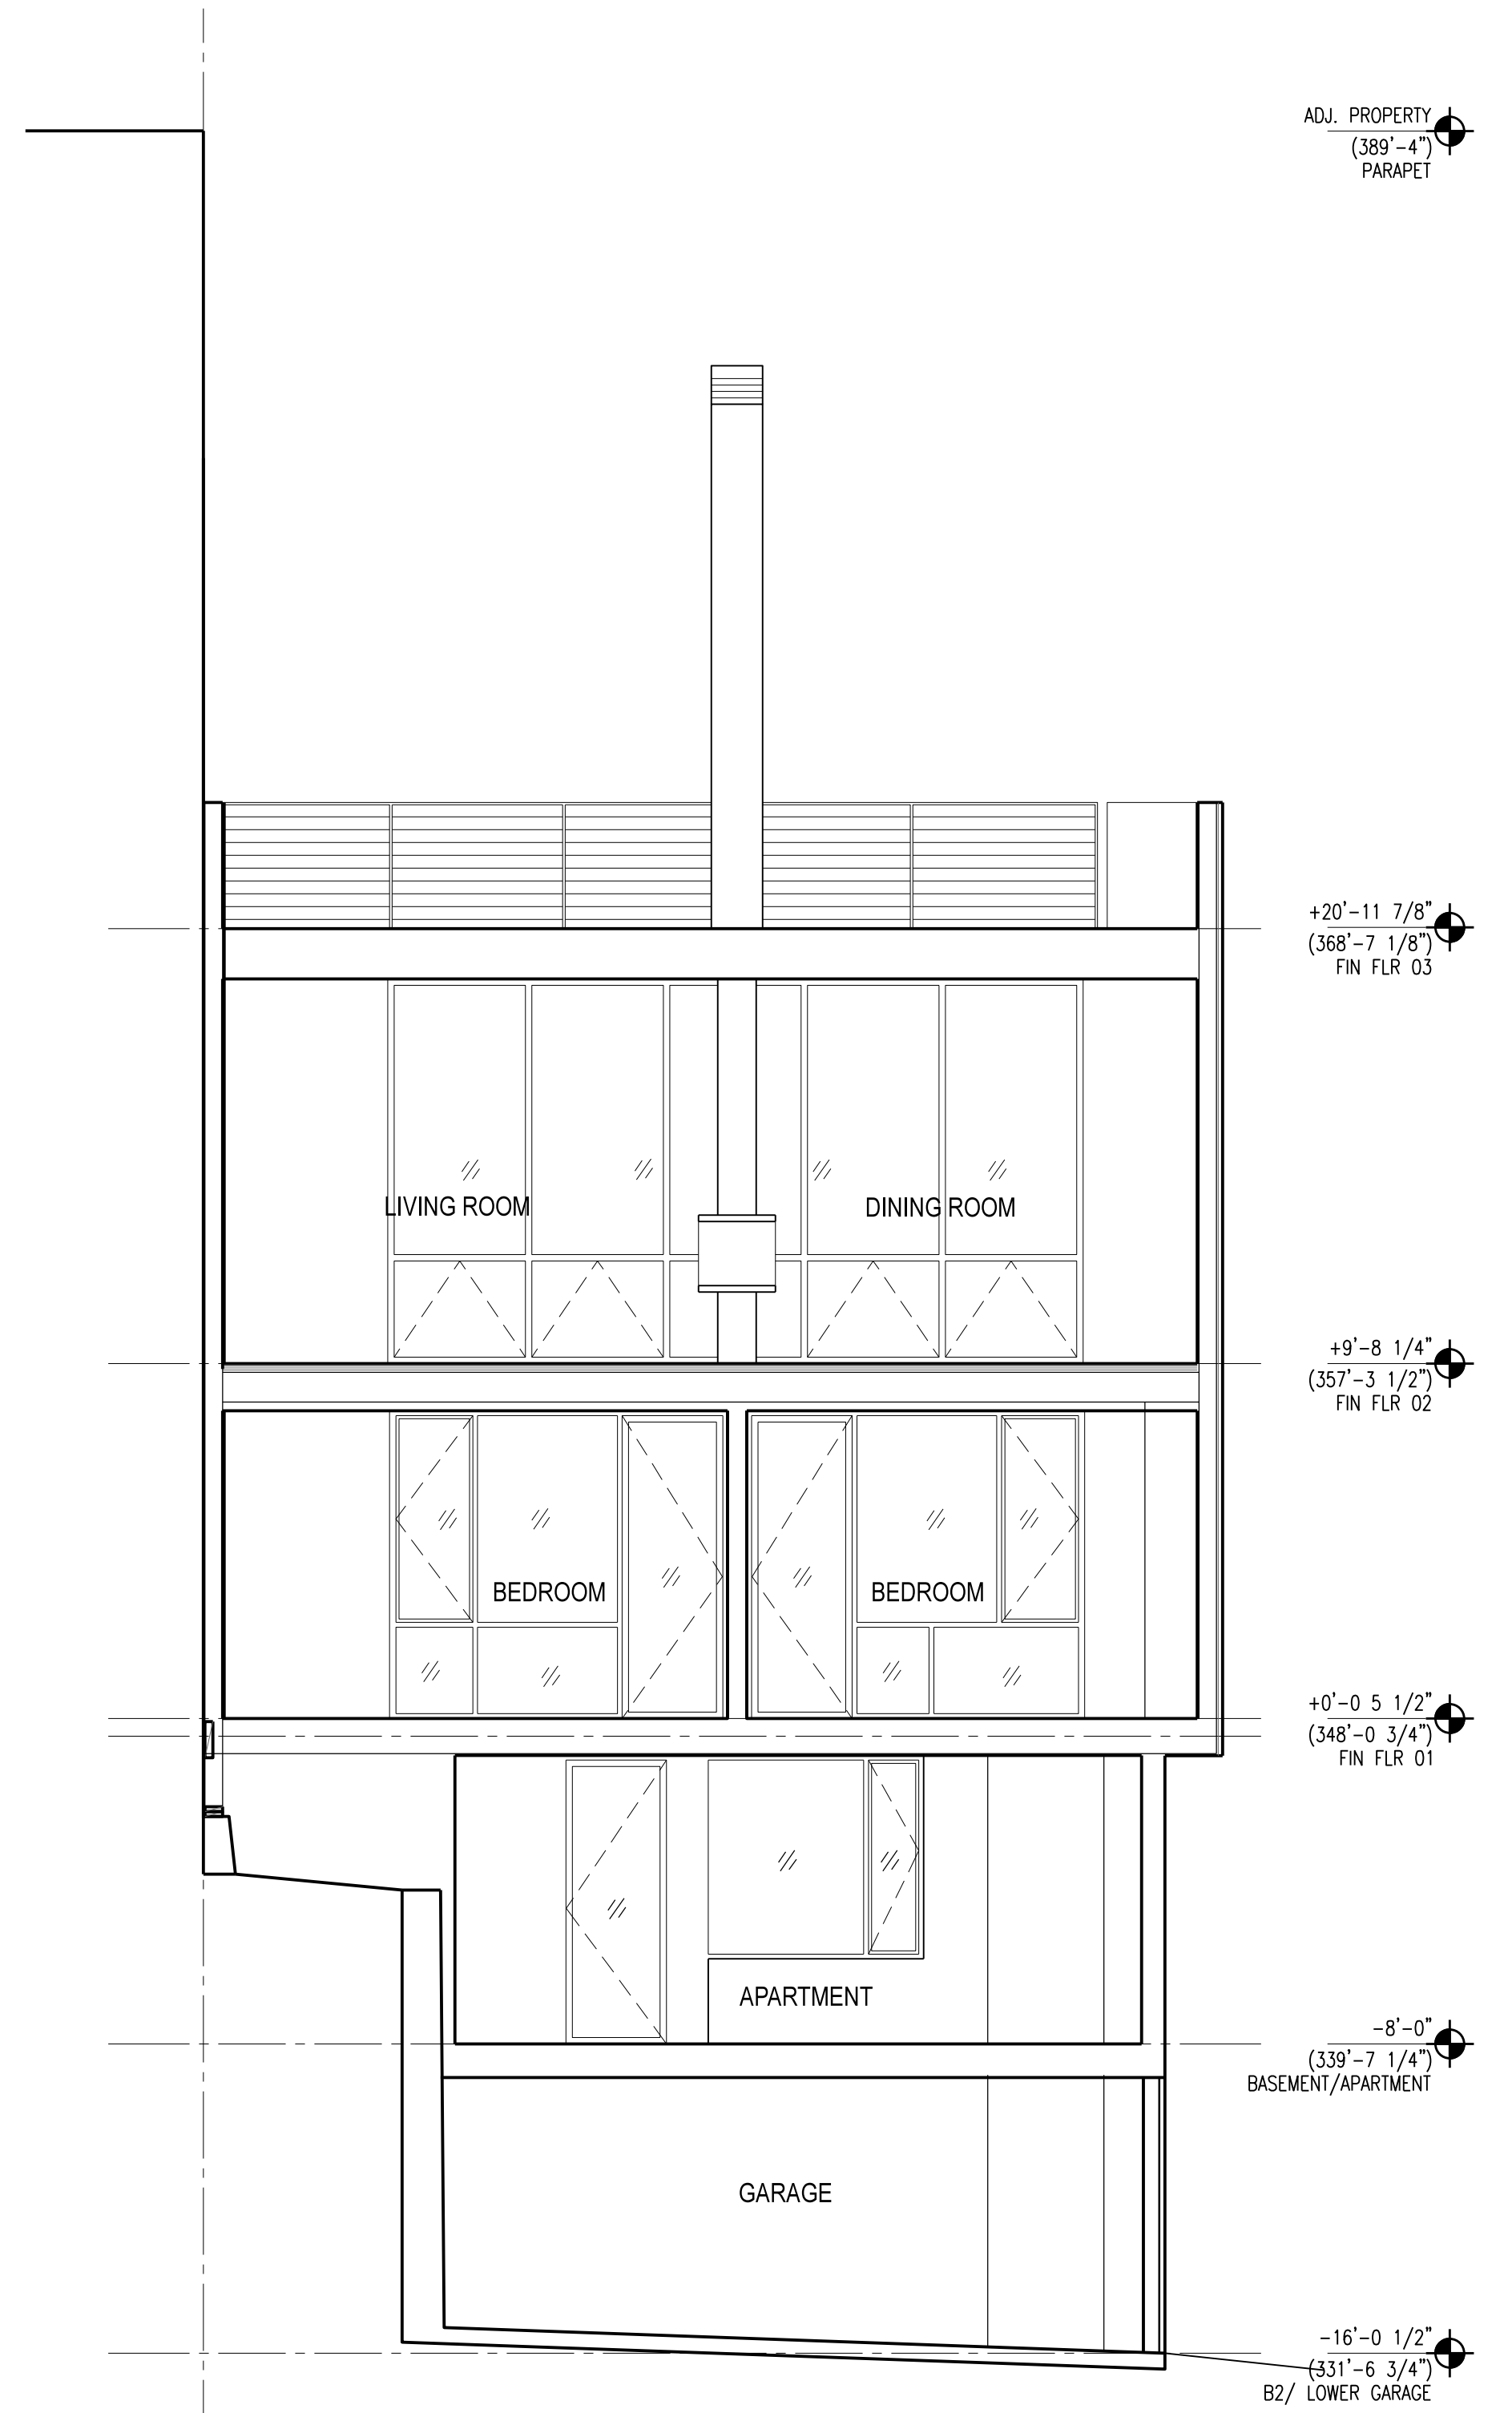 ADJ. PROPERTY
(389'-4")
PARAPET
+20'-11 7/8"
(368'-7 1/8")
FIN FLR 03
LIVING ROOM
DINING ROOM
+9'-8 1/4"
(357'-3 1/2")
FIN FLR 02
BEDROOM
BEDROOM
+0'-0 5 1/2"
(348'-0 3/4")
FIN FLR 01
APARTMENT
-8'-0"
(339'-7 1/4")
BASEMENT/APARTMENT
GARAGE
-16'-0 1/2"
(331'-6 3/4")
B2/ LOWER GARAGE